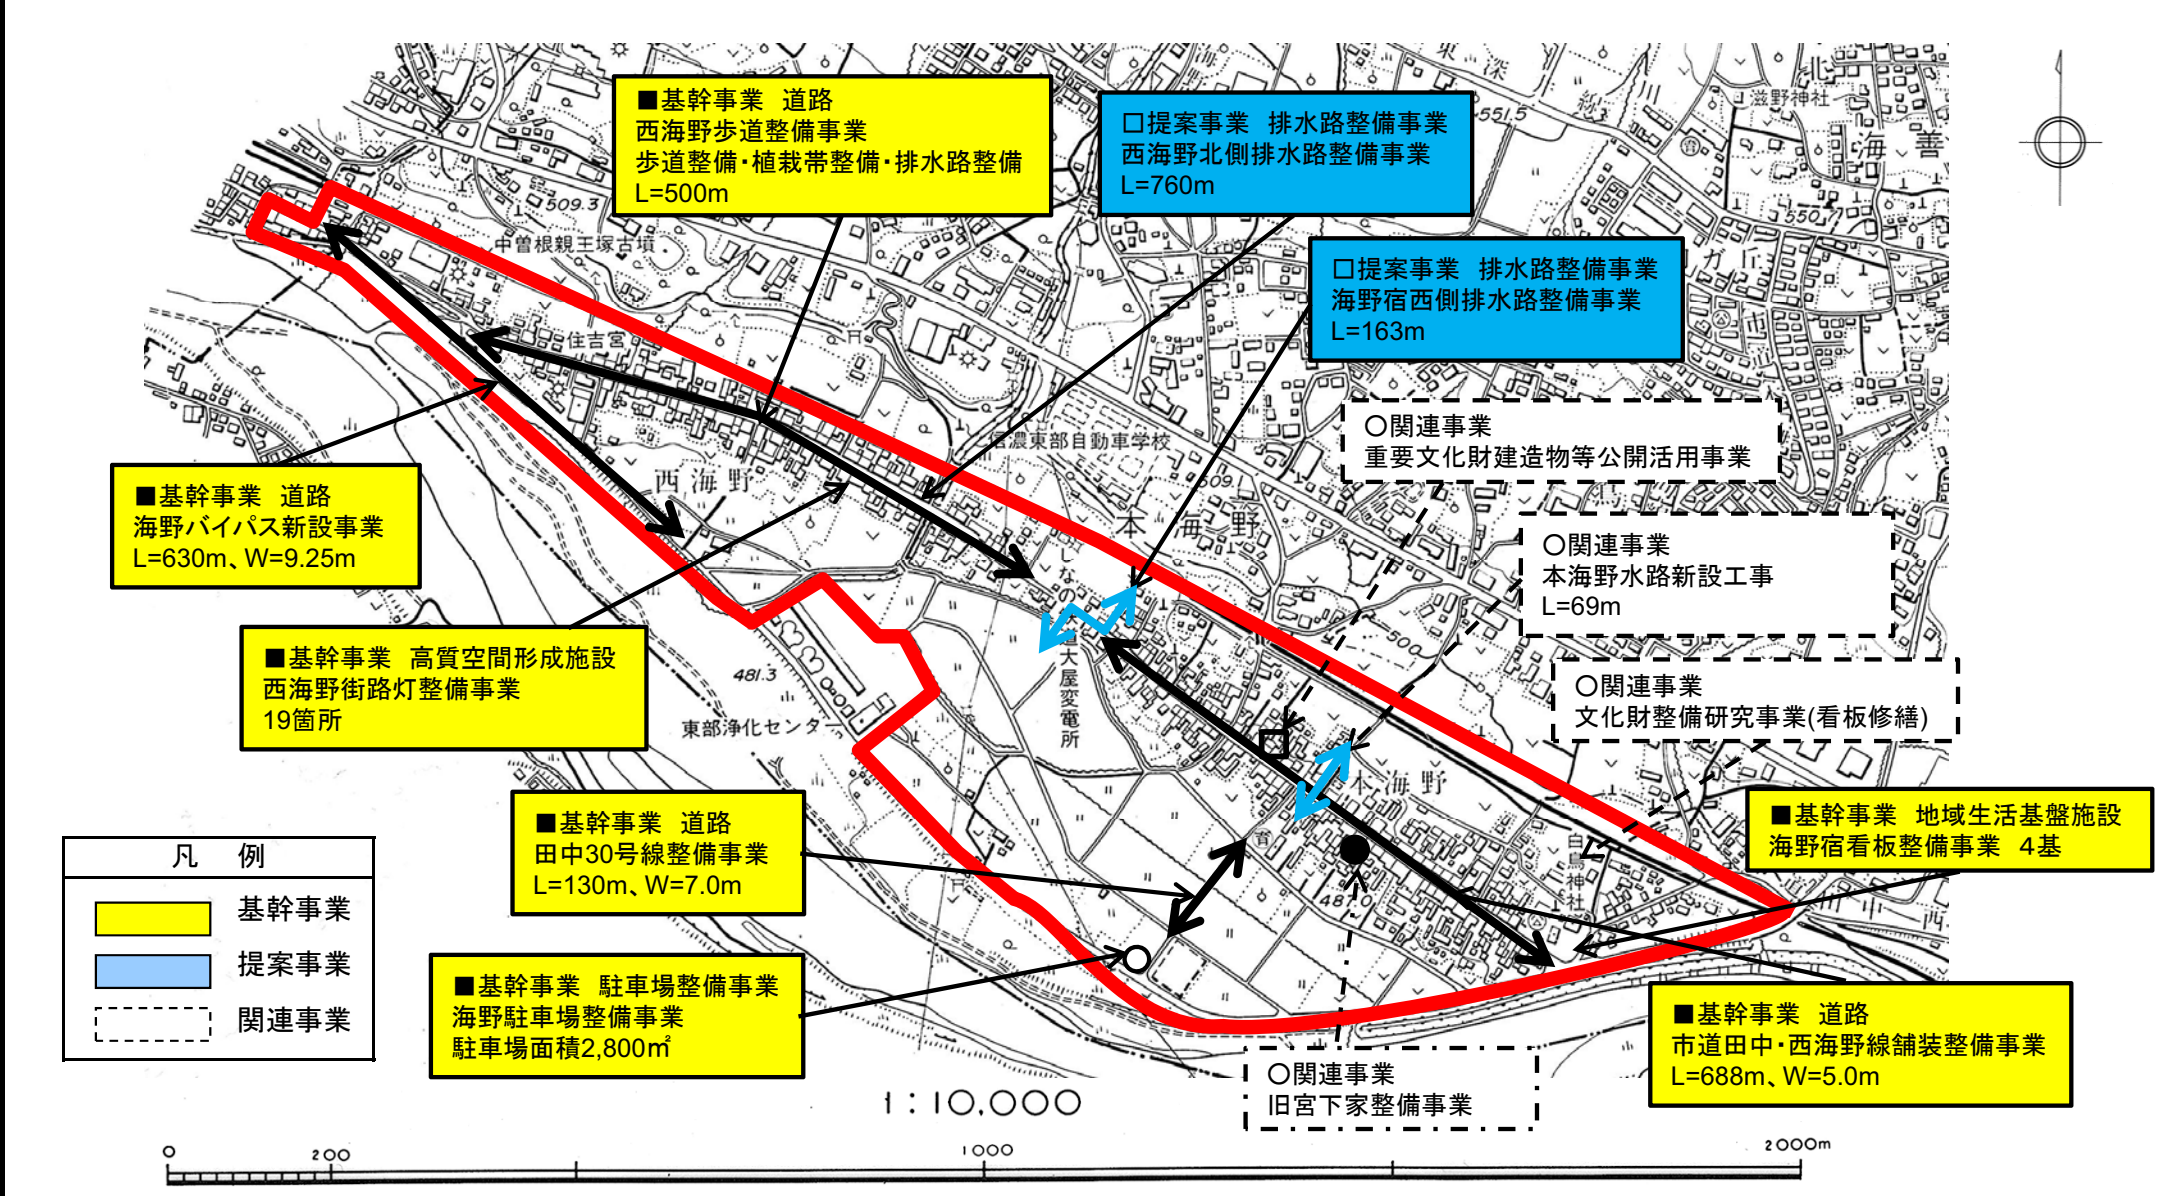 ■基幹事業 道路
西海野歩道整備事業
歩道整備・植栽帯整備・排水路整備
L=500m
□提案事業 排水路整備事業
西海野北側排水路整備事業
L=760m
□提案事業 排水路整備事業
海野宿西側排水路整備事業
L=163m
○関連事業
重要文化財建造物等公開活用事業
○関連事業
本海野水路新設工事
L=69m
○関連事業
文化財整備研究事業(看板修繕)
■基幹事業 道路
海野バイパス新設事業
L=630m、W=9.25m
■基幹事業 高質空間形成施設
西海野街路灯整備事業
19箇所
■基幹事業 道路
田中30号線整備事業
L=130m、W=7.0m
■基幹事業 駐車場整備事業
海野駐車場整備事業
駐車場面積2,800㎡
■基幹事業 地域生活基盤施設
海野宿看板整備事業 4基
■基幹事業 道路
市道田中・西海野線舗装整備事業
L=688m、W=5.0m
○関連事業
旧宮下家整備事業
凡 例
基幹事業
提案事業
関連事業
滋野神社
海善
北
551.5
550.7
509.3
中曽根親王塚古墳
住吉宮
信濃東部自動車学校
509.1
西海野
本海野
500
大屋変電所
481.3
東部浄化センタ
本海野
白鳥神社
487.0
1:10,000
0
200
1000
2000m